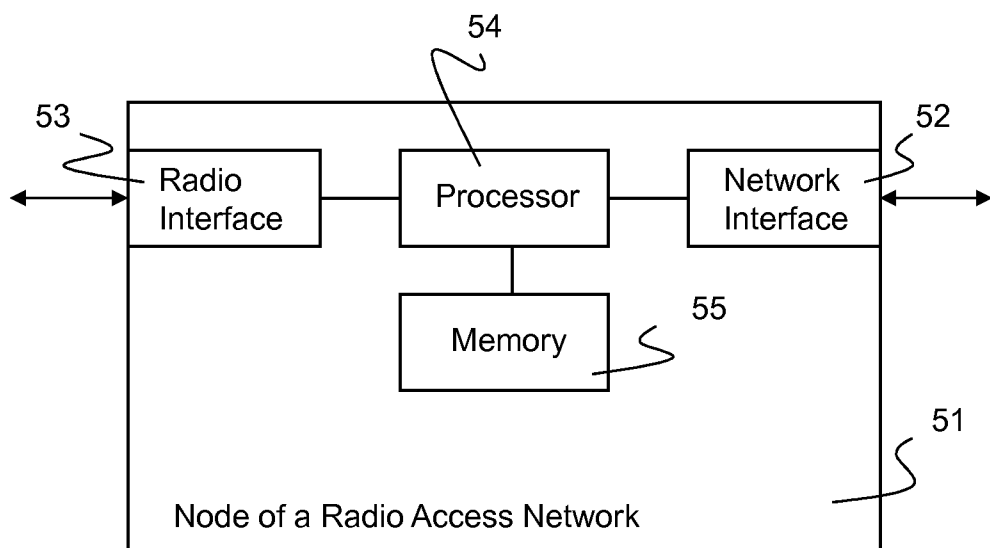 54
53
52
Radio
Interface
Processor
Network
Interface
Memory
55
51
Node of a Radio Access Network